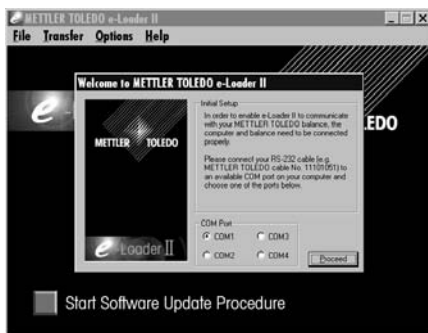 METTLER TOLEDO e-Loader II
File Transfer Options Help
Welcome to METTLER TOLEDO e-Loader II
e
LEDO
METTLER TOLEDO
e-Loader II
Initial Setup
In order to enable e-Loader II to communicate
with your METTLER TOLEDO balance, the
computer and balance need to be connected
properly.
Please connect your RS-232 cable (e.g.
METTLER TOLEDO cable No. 11101051) to
an available COM port on your computer and
choose one of the ports below.
COM Port
COM1 COM3
COM2 COM4
Proceed
Start Software Update Procedure